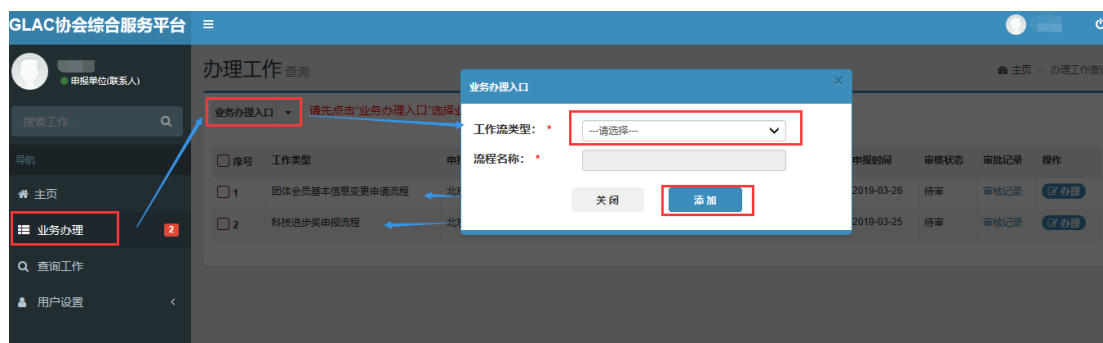 GLAC协会综合服务平台
申报单位(联系人)
搜索工作...
导航
主页
业务办理 2
查询工作
用户设置
办理工作 查询
主页 - 办理工作查
业务办理入口
请先点击"业务办理入口"选择业
序号 工作类型 申报时间 审核状态 审批记录 操作
1 团体会员基本信息变更申请流程 2019-03-26 待审 审核记录 办理
2 科技进步奖申报流程 2019-03-25 待审 审核记录 办理
业务办理入口 ×
工作流类型: * ---请选择---
流程名称: *
关闭 添加